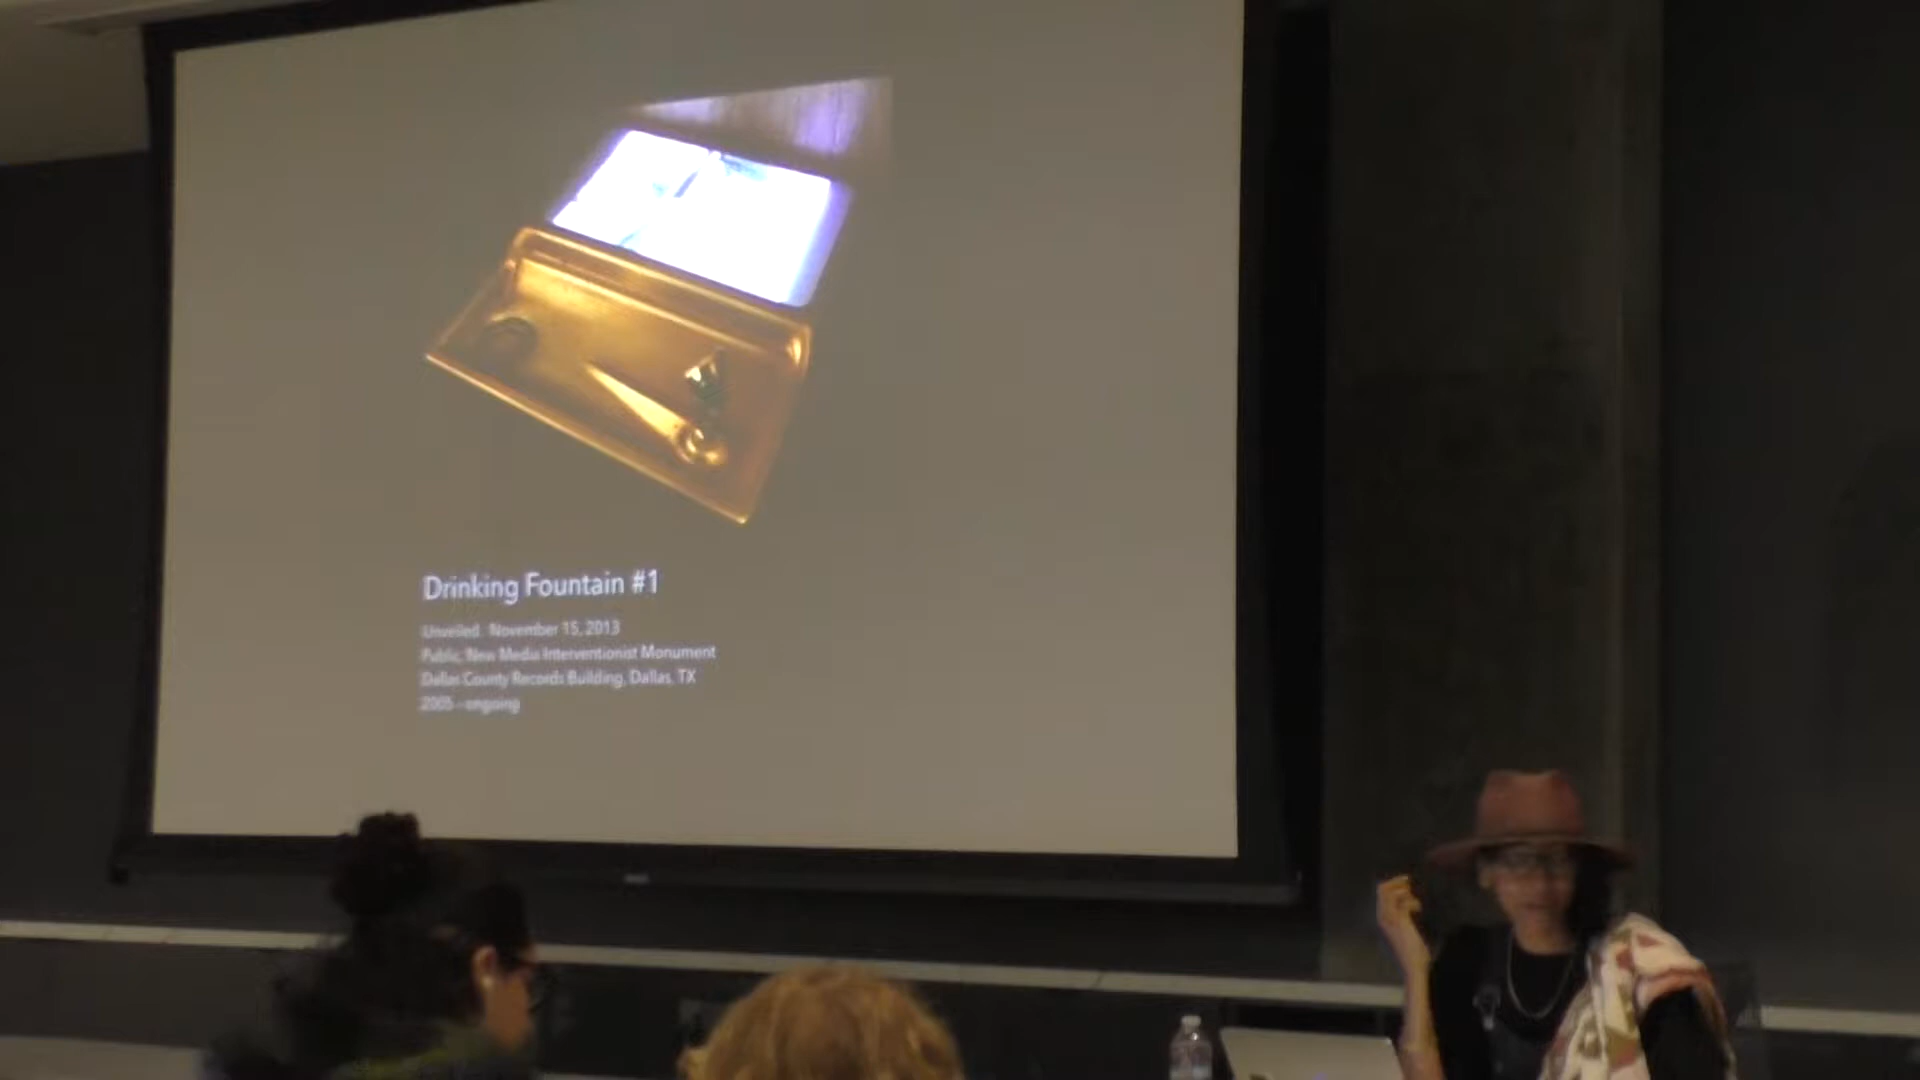 Drinking Fountain #1
Unveiled: November 15, 2013
Public, New Media Interventionist Monument
Dallas County Records Building, Dallas, TX
2005 - ongoing